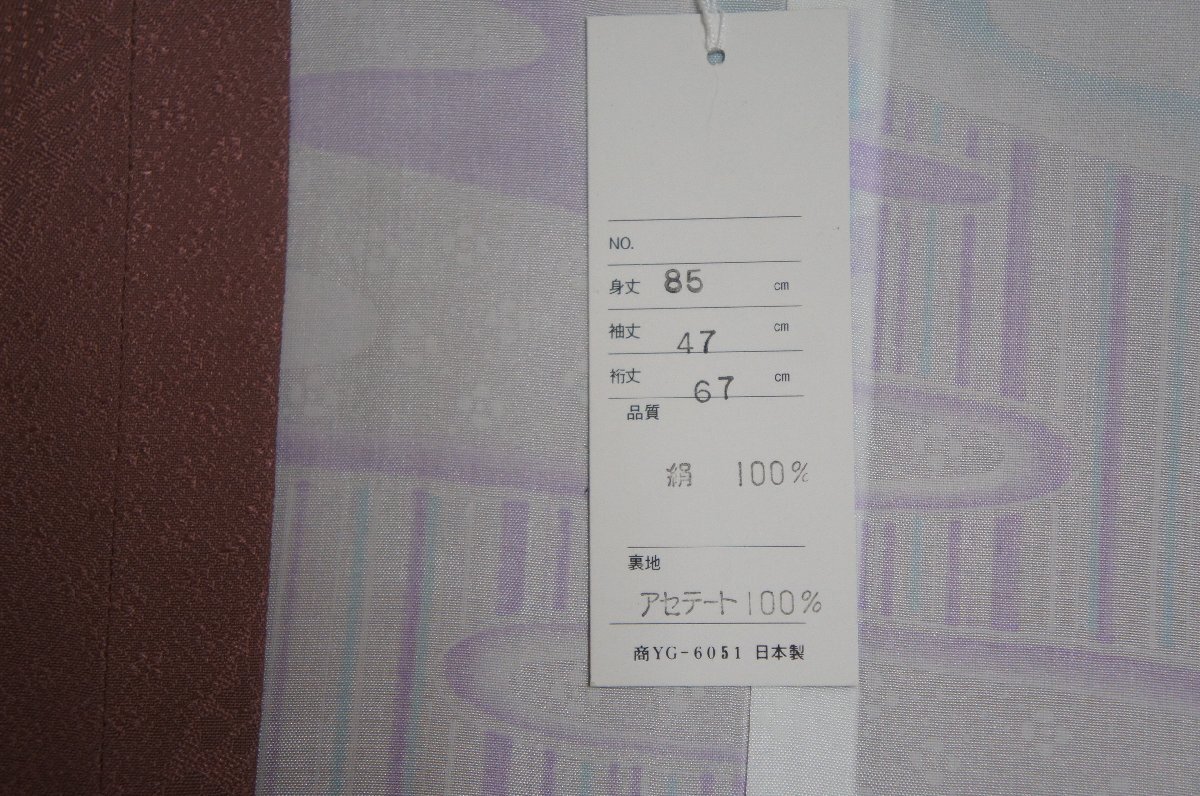 NO.
身丈 85 cm
袖丈 47 cm
裄丈 67 cm
品質
絹 100%
裏地
アセテート100%
商YG-6051 日本製